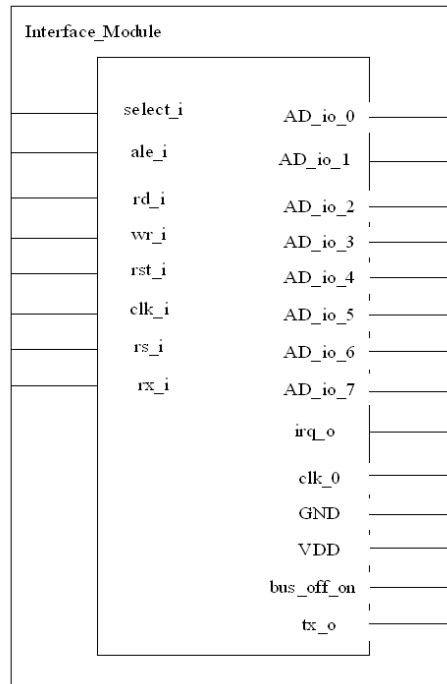 Interface_Module
select_i
ale_i
rd_i
wr_i
rst_i
clk_i
rs_i
rx_i
AD_io_0
AD_io_1
AD_io_2
AD_io_3
AD_io_4
AD_io_5
AD_io_6
AD_io_7
irq_o
clk_0
GND
VDD
bus_off_on
tx_o